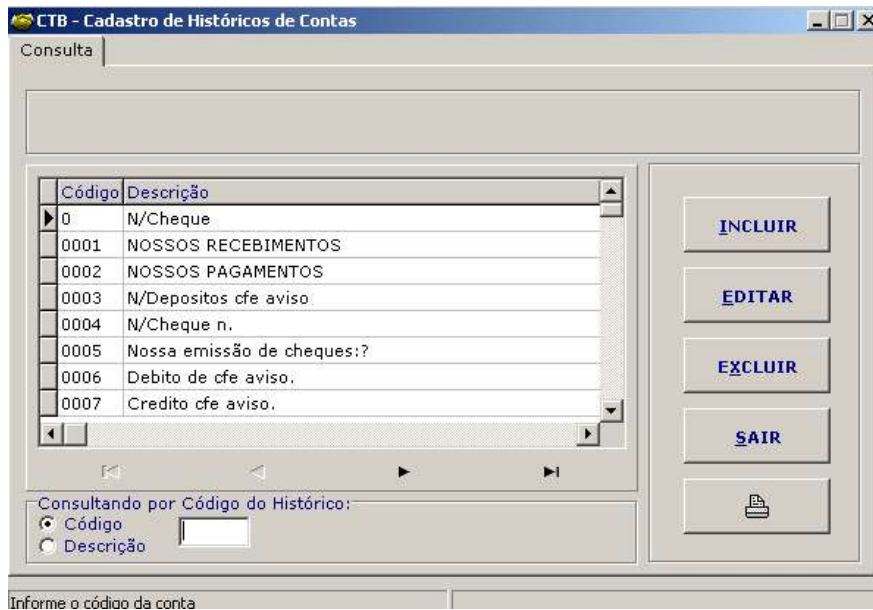 CTB - Cadastro de Históricos de Contas
Consulta
Código Descrição
0 N/Cheque
0001 NOSSOS RECEBIMENTOS
0002 NOSSOS PAGAMENTOS
0003 N/Depositos cfe aviso
0004 N/Cheque n.
0005 Nossa emissão de cheques:?
0006 Debito de cfe aviso.
0007 Credito cfe aviso.
INCLUIR
EDITAR
EXCLUIR
SAIR
Consultando por Código do Histórico:
Código
Descrição
Informe o código da conta